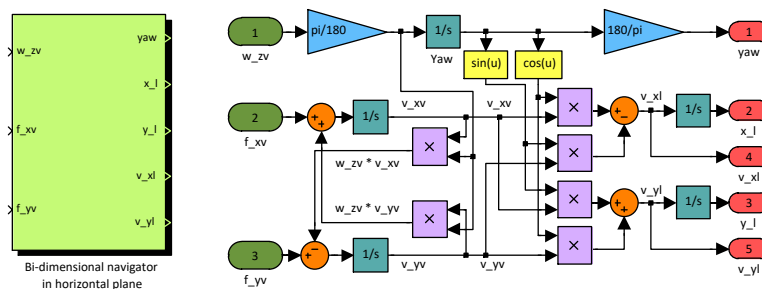 w_zv
f_xv
f_yv
yaw
x_l
y_l
v_xl
v_yl
Bi-dimensional navigator
in horizontal plane
1
w_zv
pi/180
1/s
Yaw
sin(u)
cos(u)
180/pi
1
yaw
2
f_xv
+
+
1/s
v_xv
v_xv
×
×
+
−
v_xl
1/s
2
x_l
4
v_xl
×
w_zv * v_xv
w_zv * v_yv
×
×
×
+
+
v_yl
1/s
3
y_l
5
v_yl
3
f_yv
−
+
1/s
v_yv
v_yv